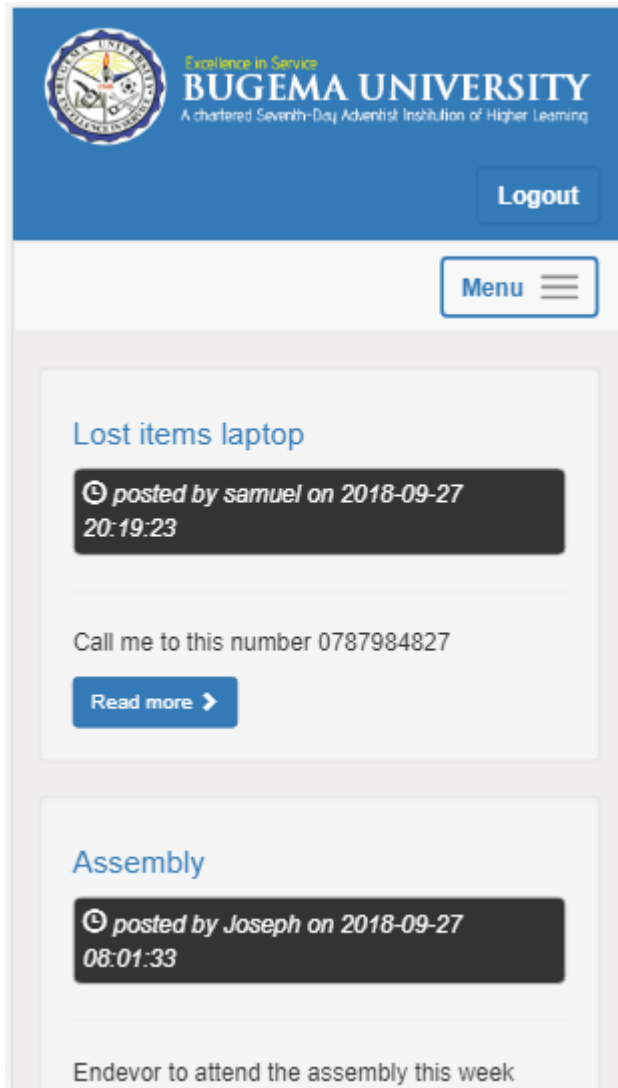 Excellence in Service
BUGEMA UNIVERSITY
A chartered Seventh-Day Adventist Institution of Higher Learning
Logout
Menu
Lost items laptop
posted by samuel on 2018-09-27
20:19:23
Call me to this number 0787984827
Read more
Assembly
posted by Joseph on 2018-09-27
08:01:33
Endevor to attend the assembly this week